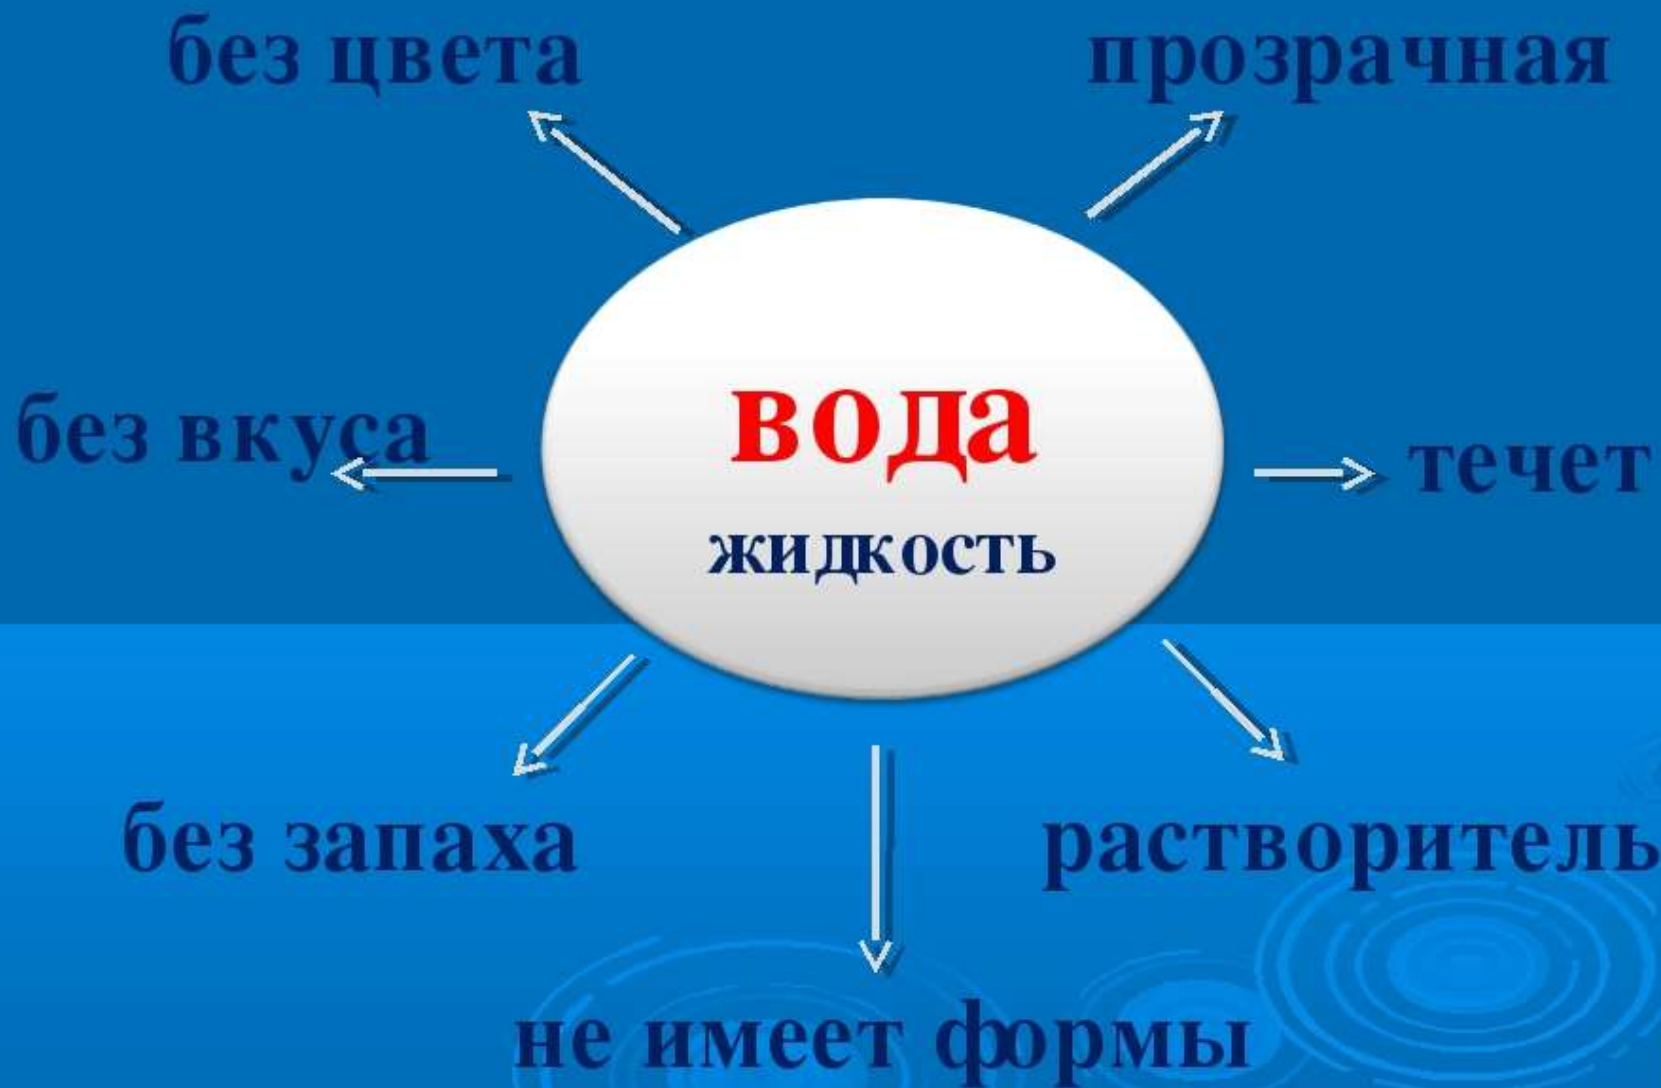 без цвета
прозрачная
без вкуса
вода
жидкость
течет
без запаха
растворитель
не имеет формы